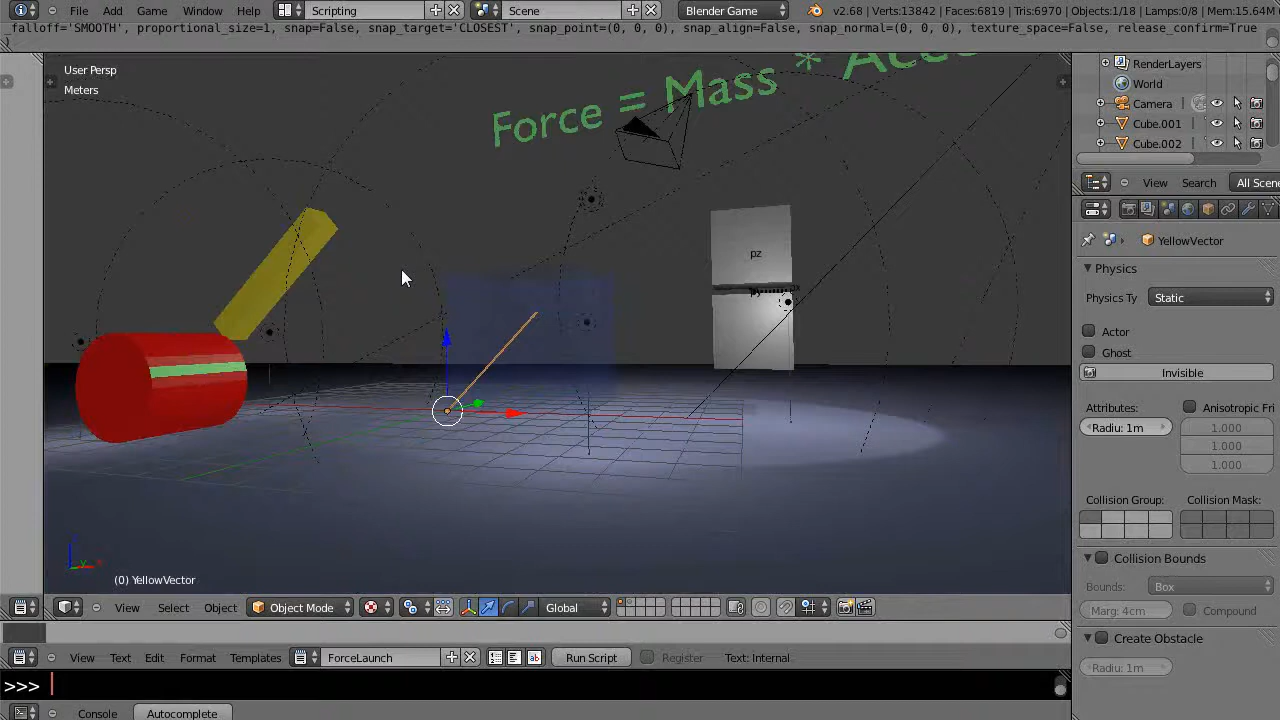 File Add Game Window Help Scripting Scene Blender Game v2.68 | Verts:13842 | Faces:6819 | Tris:6970 | Objects:1/18 | Lamps:0/8 | Mem:15.64M
_falloff='SMOOTH', proportional_size=1, snap=False, snap_target='CLOSEST', snap_point=(0, 0, 0), snap_align=False, snap_normal=(0, 0, 0), texture_space=False, release_confirm=True
)
User Persp
Meters
Force = Mass * Acce
pz
(0) YellowVector
View Select Object Object Mode Global
View Text Edit Format Templates ForceLaunch Run Script Register Text: Internal
>>>
Console Autocomplete
RenderLayers
World
Camera
Cube.001
Cube.002
View Search All Scene
YellowVector
Physics
Physics Ty Static
Actor
Ghost
Invisible
Attributes: Anisotropic Fri
Radiu: 1m 1.000
1.000
1.000
Collision Group: Collision Mask:
Collision Bounds
Bounds: Box
Marg: 4cm Compound
Create Obstacle
Radiu: 1m